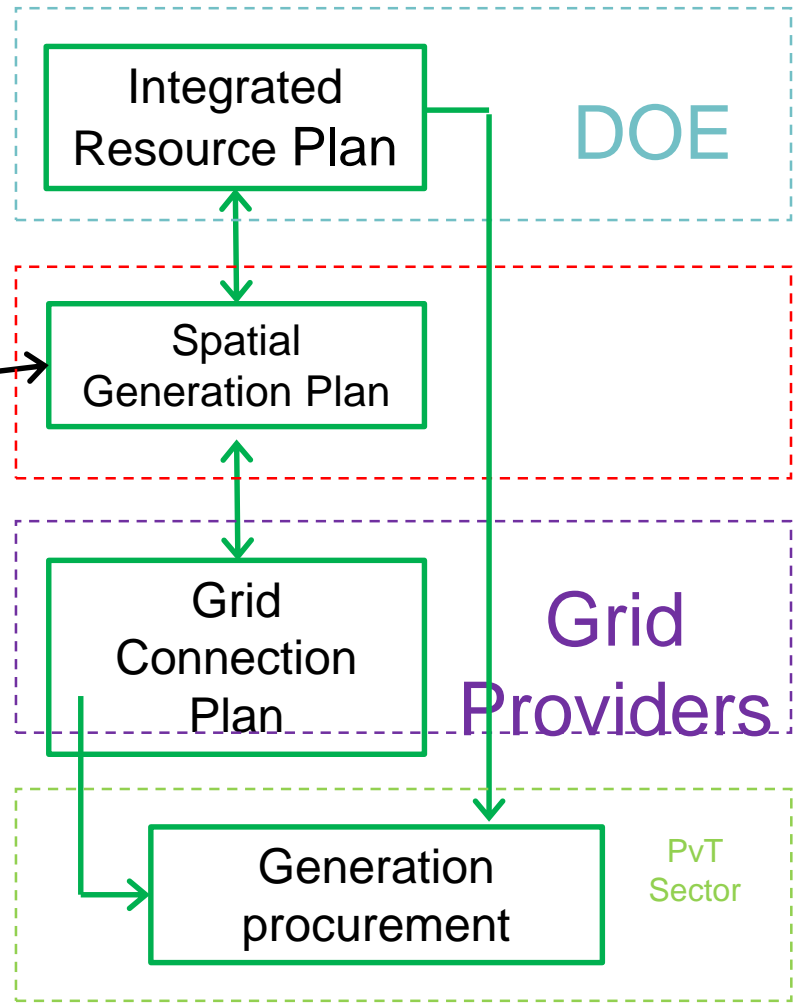 Integrated
Resource Plan
DOE
Spatial
Generation Plan
Grid
Connection
Plan
Grid
Providers
Generation
procurement
PvT
Sector